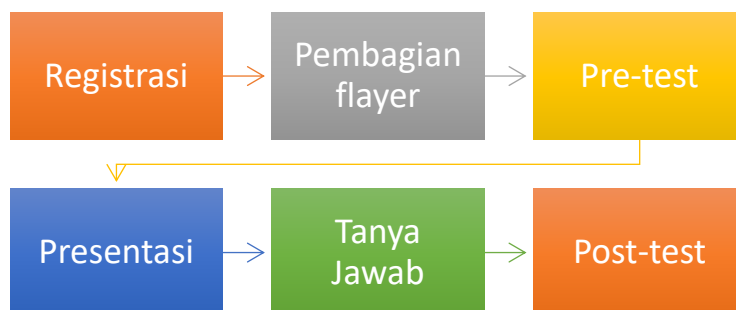 Registrasi
Pembagian
flayer
Pre-test
Presentasi
Tanya
Jawab
Post-test